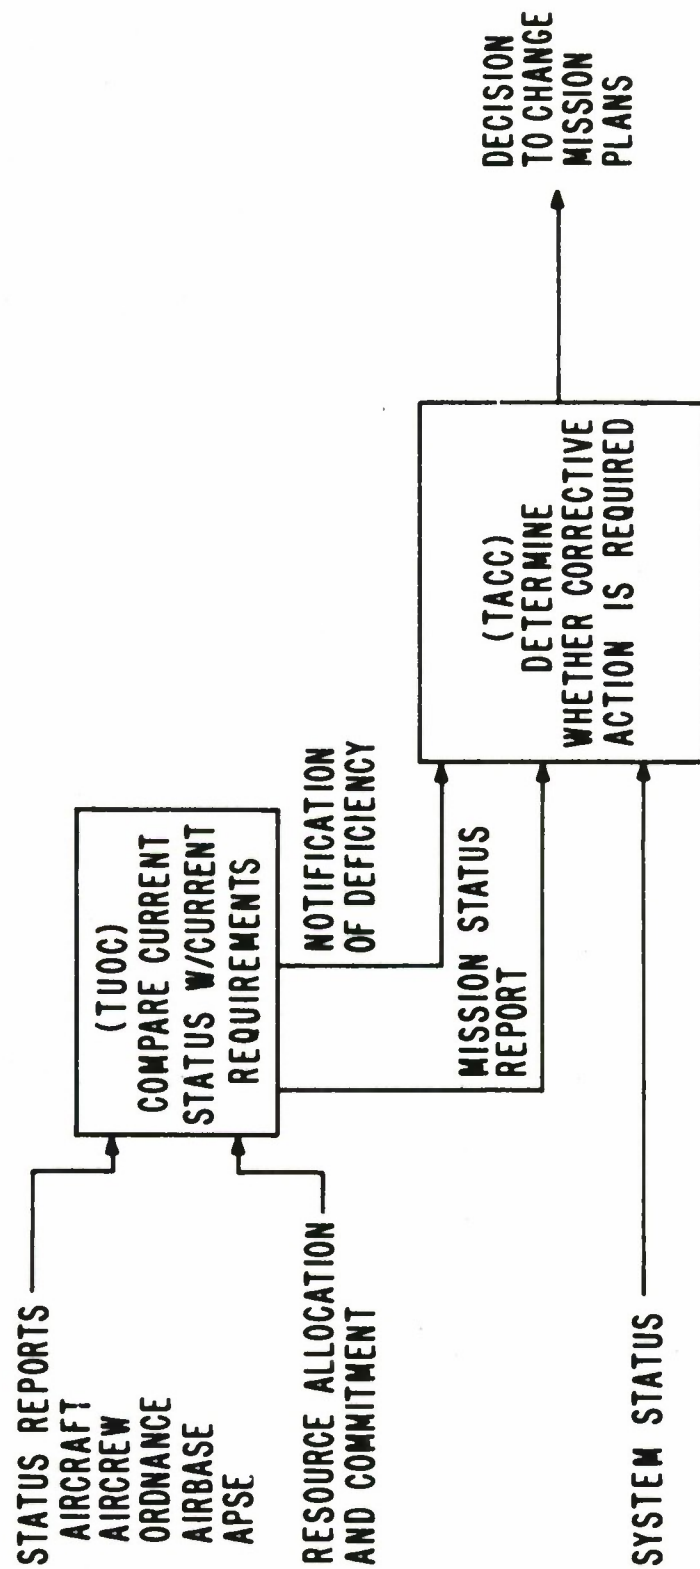 STATUS REPORTS
AIRCRAFT
AIRCREW
ORDNANCE
AIRBASE
APSE
RESOURCE ALLOCATION
AND COMMITMENT
SYSTEM STATUS
(TUOC)
COMPARE CURRENT
STATUS W/CURRENT
REQUIREMENTS
NOTIFICATION
OF DEFICIENCY
MISSION STATUS
REPORT
(TACC)
DETERMINE
WHETHER CORRECTIVE
ACTION IS REQUIRED
DECISION
TO CHANGE
MISSION
PLANS